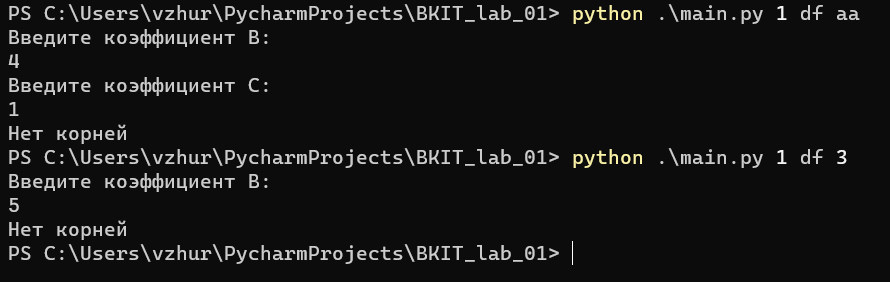 PS C:\Users\vzhur\PycharmProjects\BKIT_lab_01> python .\main.py 1 df aa
Введите коэффициент B:
4
Введите коэффициент C:
1
Нет корней
PS C:\Users\vzhur\PycharmProjects\BKIT_lab_01> python .\main.py 1 df 3
Введите коэффициент B:
5
Нет корней
PS C:\Users\vzhur\PycharmProjects\BKIT_lab_01>